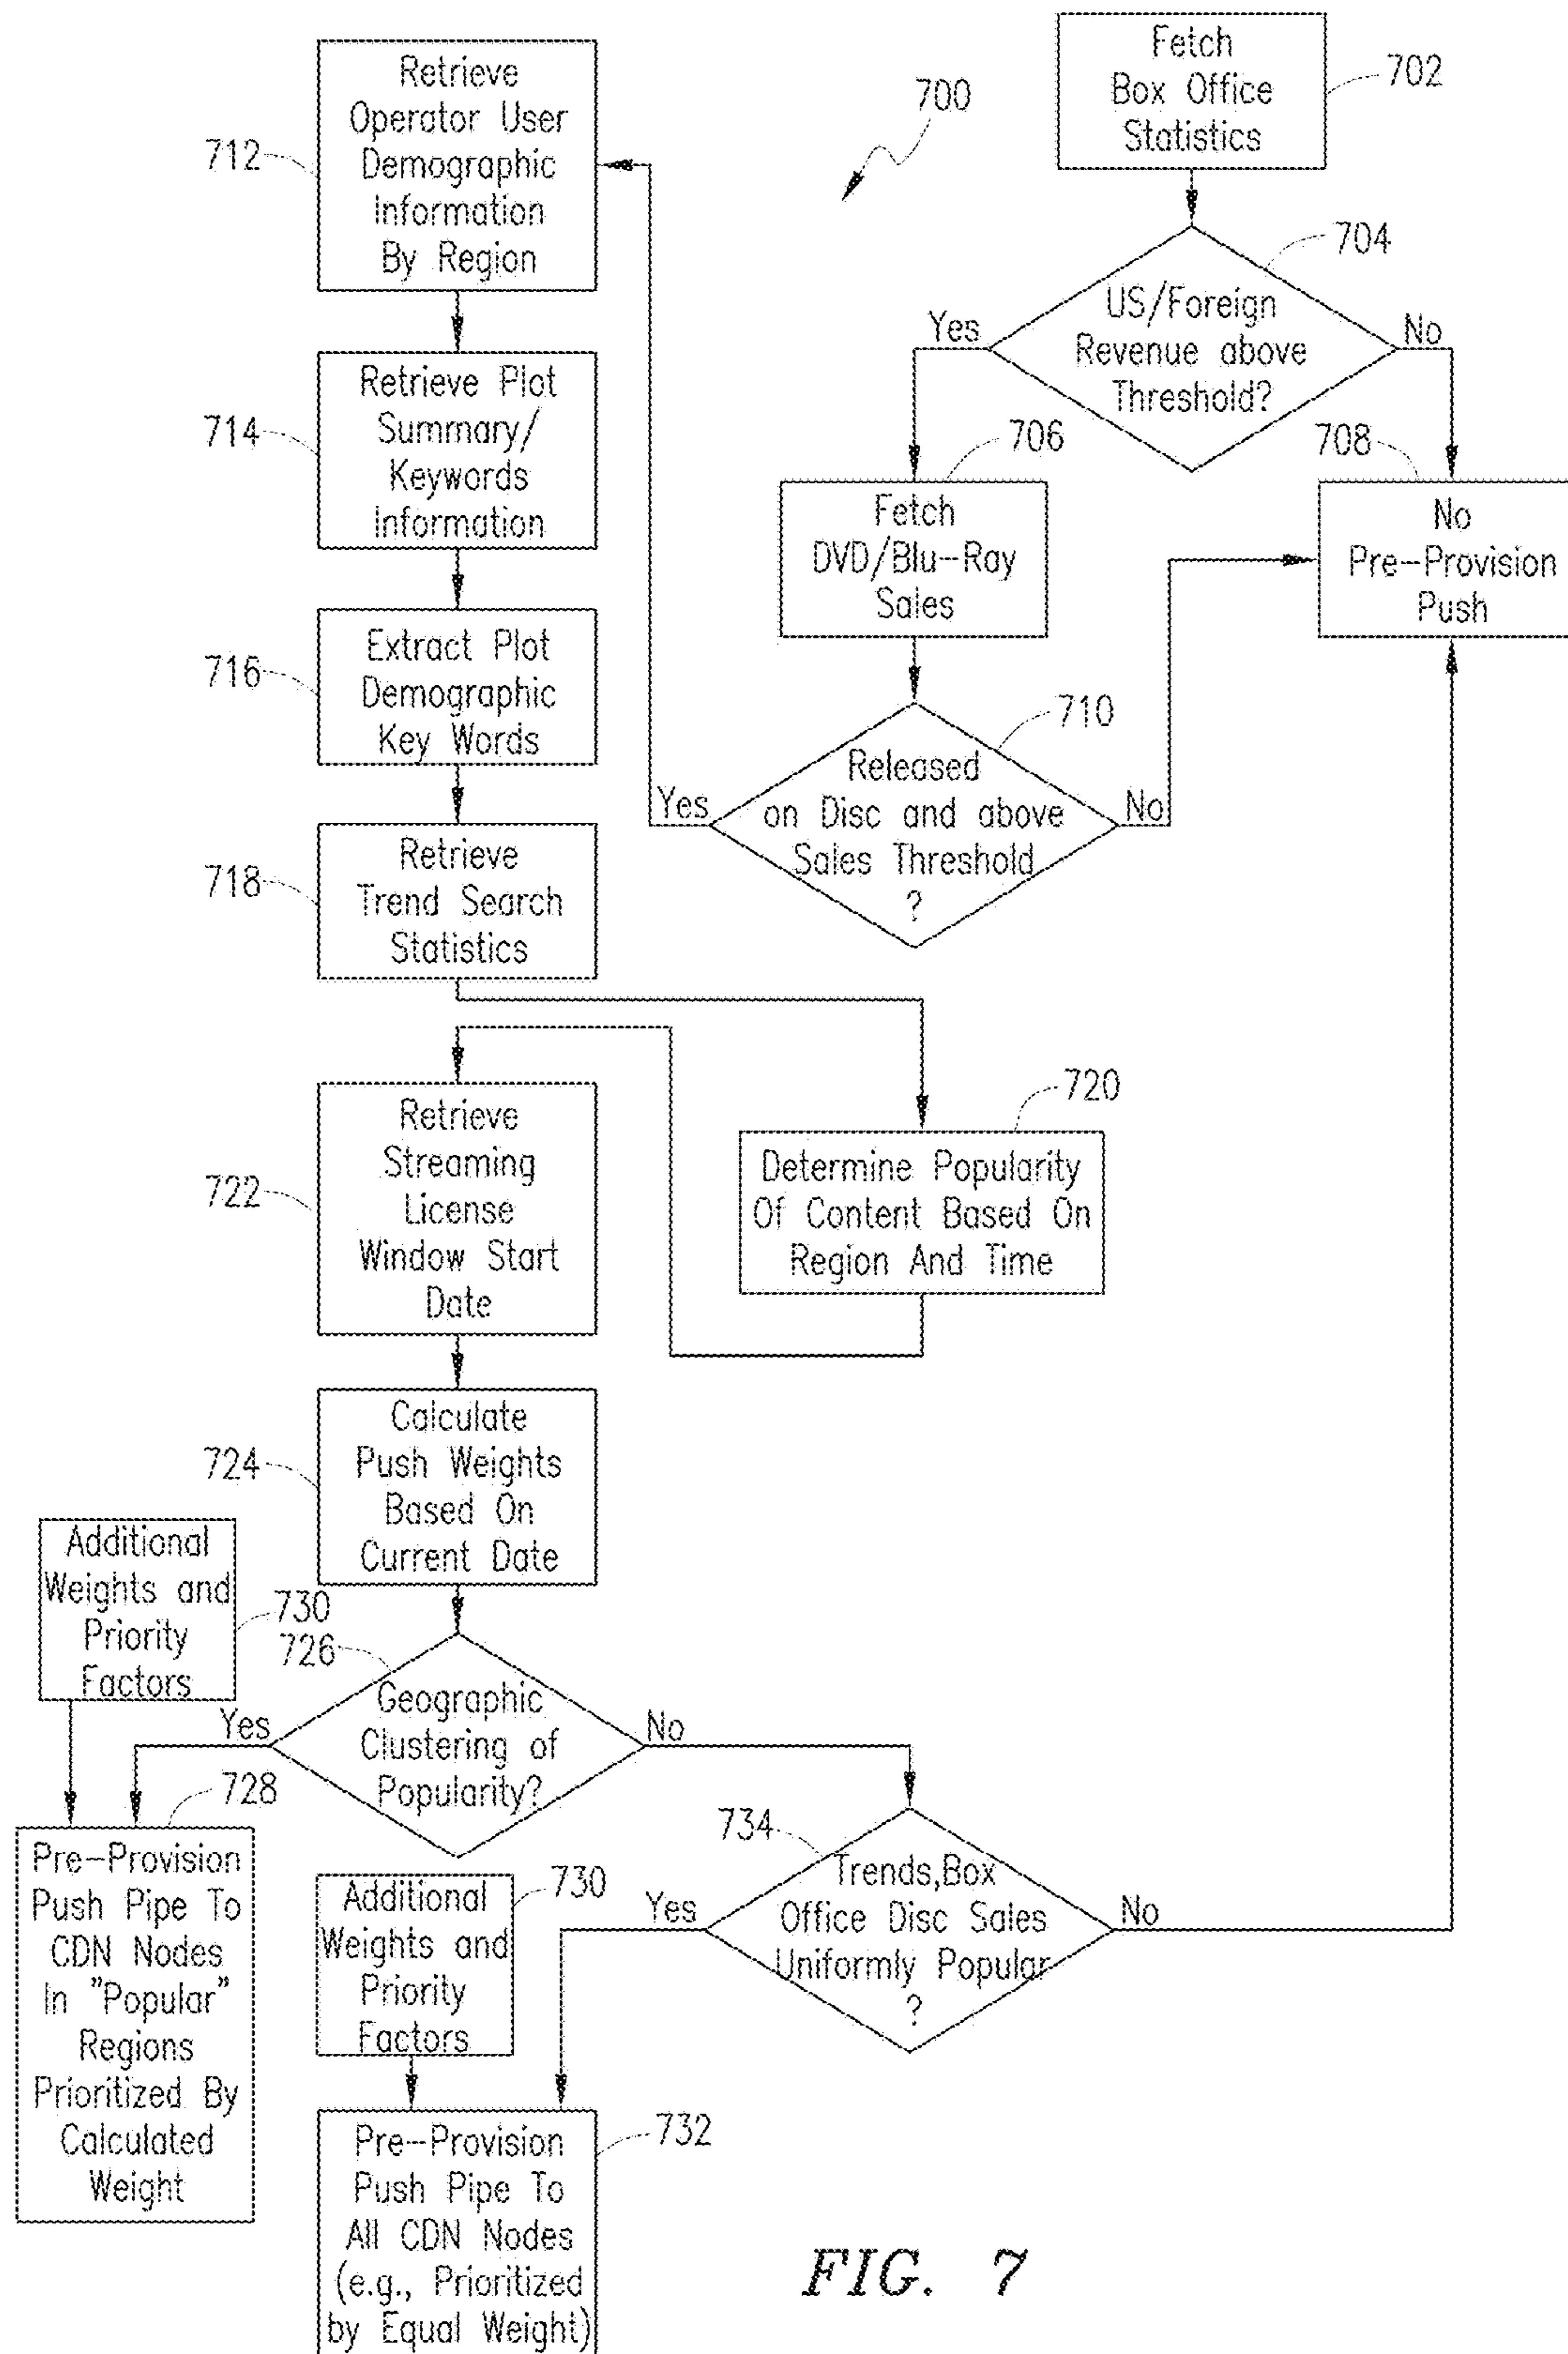 Fetch
Box Office
Statistics
702
700
US/Foreign
Revenue above
Threshold?
704
Yes
No
Fetch
DVD/Blu-Ray
Sales
706
No
Pre-Provision
Push
708
Released
on Disc and above
Sales Threshold
?
710
Yes
No
Retrieve
Operator User
Demographic
Information
By Region
712
Retrieve Plot
Summary/
Keywords
Information
714
Extract Plot
Demographic
Key Words
716
Retrieve
Trend Search
Statistics
718
Determine Popularity
Of Content Based On
Region And Time
720
Retrieve
Streaming
License
Window Start
Date
722
Calculate
Push Weights
Based On
Current Date
724
Geographic
Clustering of
Popularity?
726
Yes
No
Additional
Weights and
Priority
Factors
730
Pre-Provision
Push Pipe To
CDN Nodes
In "Popular"
Regions
Prioritized By
Calculated
Weight
728
Trends,Box
Office Disc Sales
Uniformly Popular
?
734
Yes
No
Additional
Weights and
Priority
Factors
730
Pre-Provision
Push Pipe To
All CDN Nodes
(e.g., Prioritized
by Equal Weight)
732
FIG. 7